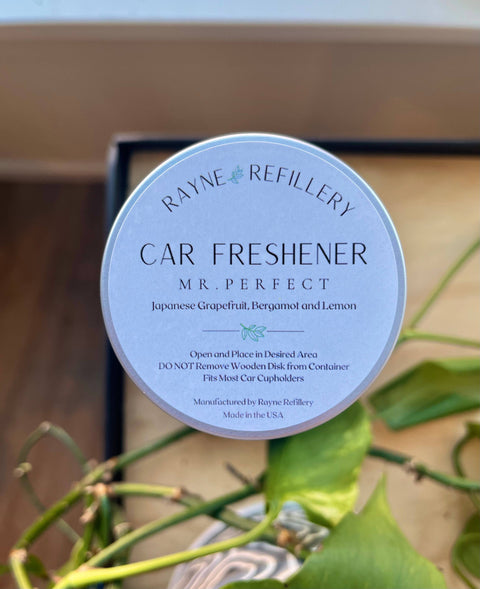 RAYNE REFILLERY
CAR FRESHENER
MR. PERFECT
Japanese Grapefruit, Bergamot and Lemon
Open and Place in Desired Area
DO NOT Remove Wooden Disk from Container
Fits Most Car Cupholders
Manufactured by Rayne Refillery
Made in the USA